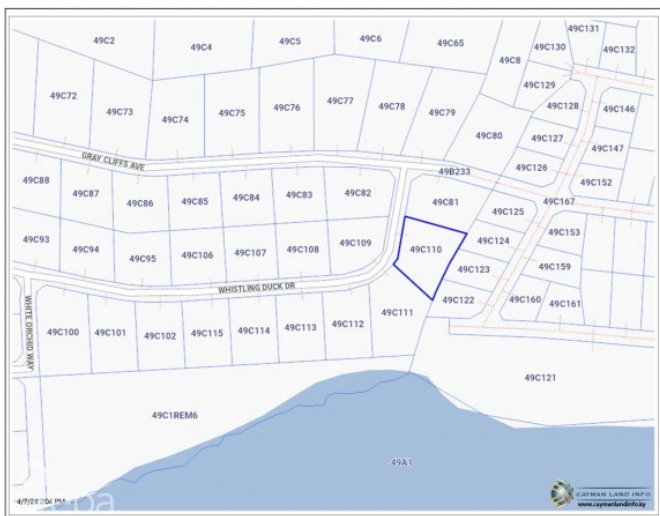 49C131
49C2
49C4
49C5
49C6
49C65
49C130
49C132
49C8
49C129
49C72
49C73
49C74
49C75
49C76
49C77
49C78
49C79
49C128
49C146
49C80
49C127
49C147
GRAY CLIFFS AVE
49B233
49C126
49C152
49C88
49C87
49C86
49C85
49C84
49C83
49C82
49C81
49C167
49C125
49C93
49C94
49C95
49C106
49C107
49C108
49C109
49C110
49C124
49C153
49C123
49C159
WHISTLING DUCK DR
WHITE ORCHID WAY
49C122
49C160
49C161
49C100
49C101
49C102
49C115
49C114
49C113
49C112
49C111
49C121
49C1REM6
49A1
CAYMAN LAND INFO
www.caymanlandinfo.ky